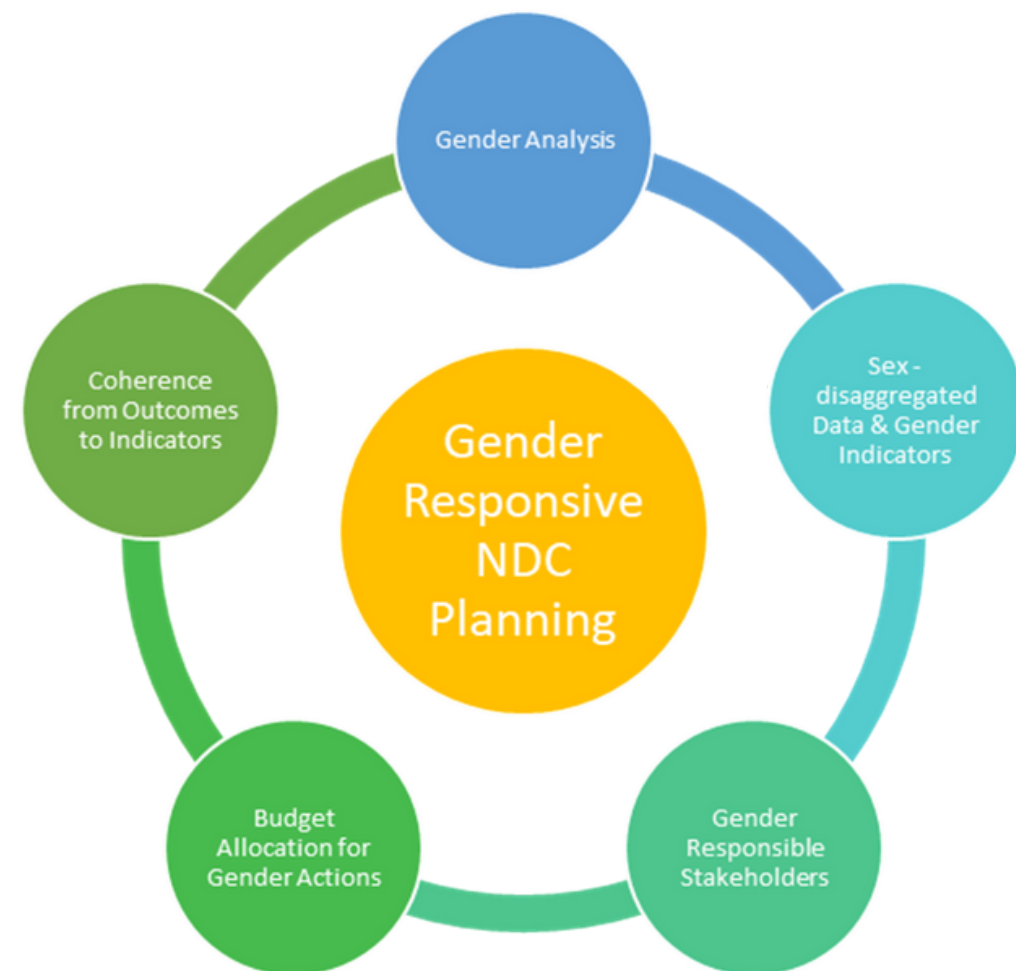 Gender Analysis
Sex -
disaggregated
Data & Gender
Indicators
Gender
Responsible
Stakeholders
Budget
Allocation for
Gender Actions
Coherence
from Outcomes
to Indicators
Gender
Responsive
NDC
Planning